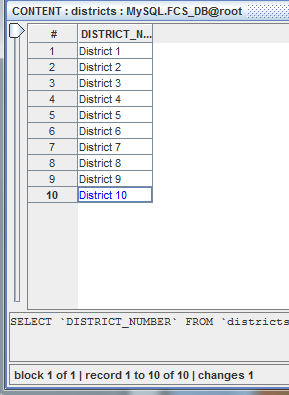 CONTENT : districts : MySQL.FCS_DB@root
# DISTRICT_N...
1 District 1
2 District 2
3 District 3
4 District 4
5 District 5
6 District 6
7 District 7
8 District 8
9 District 9
10 District 10
SELECT `DISTRICT_NUMBER` FROM `districts
block 1 of 1 | record 1 to 10 of 10 | changes 1